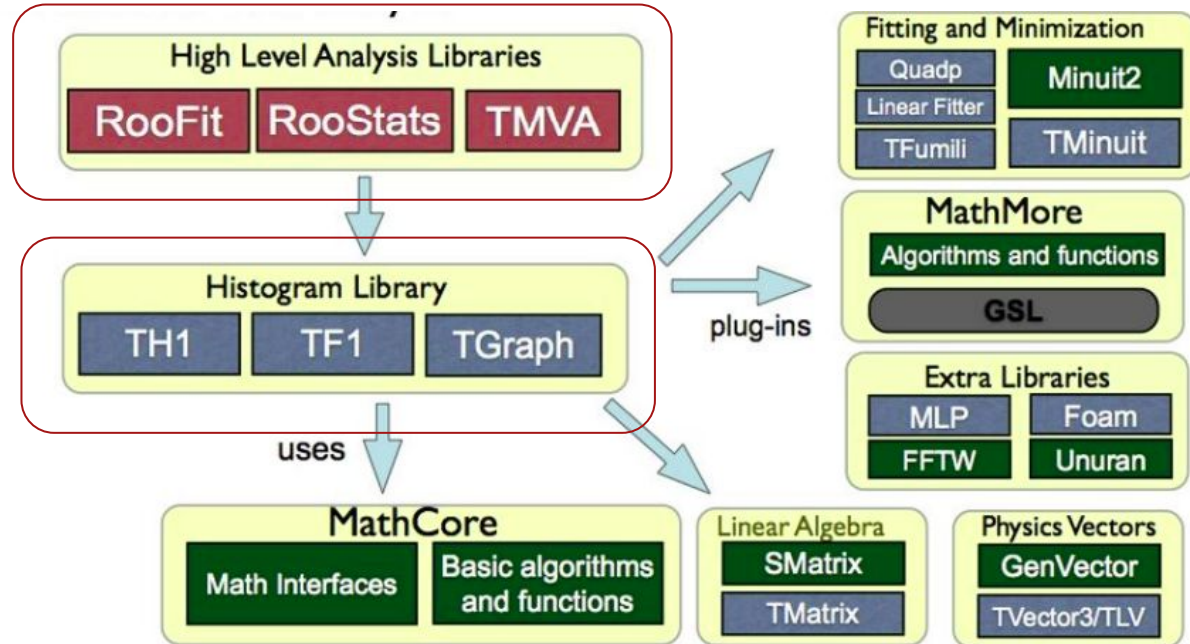 High Level Analysis Libraries
RooFit
RooStats
TMVA
Histogram Library
TH1
TF1
TGraph
uses
plug-ins
Fitting and Minimization
Quadp
Linear Fitter
TFumili
Minuit2
TMinuit
MathMore
Algorithms and functions
GSL
Extra Libraries
MLP
Foam
FFTW
Unuran
MathCore
Math Interfaces
Basic algorithms
and functions
Linear Algebra
SMatrix
TMatrix
Physics Vectors
GenVector
TVector3/TLV